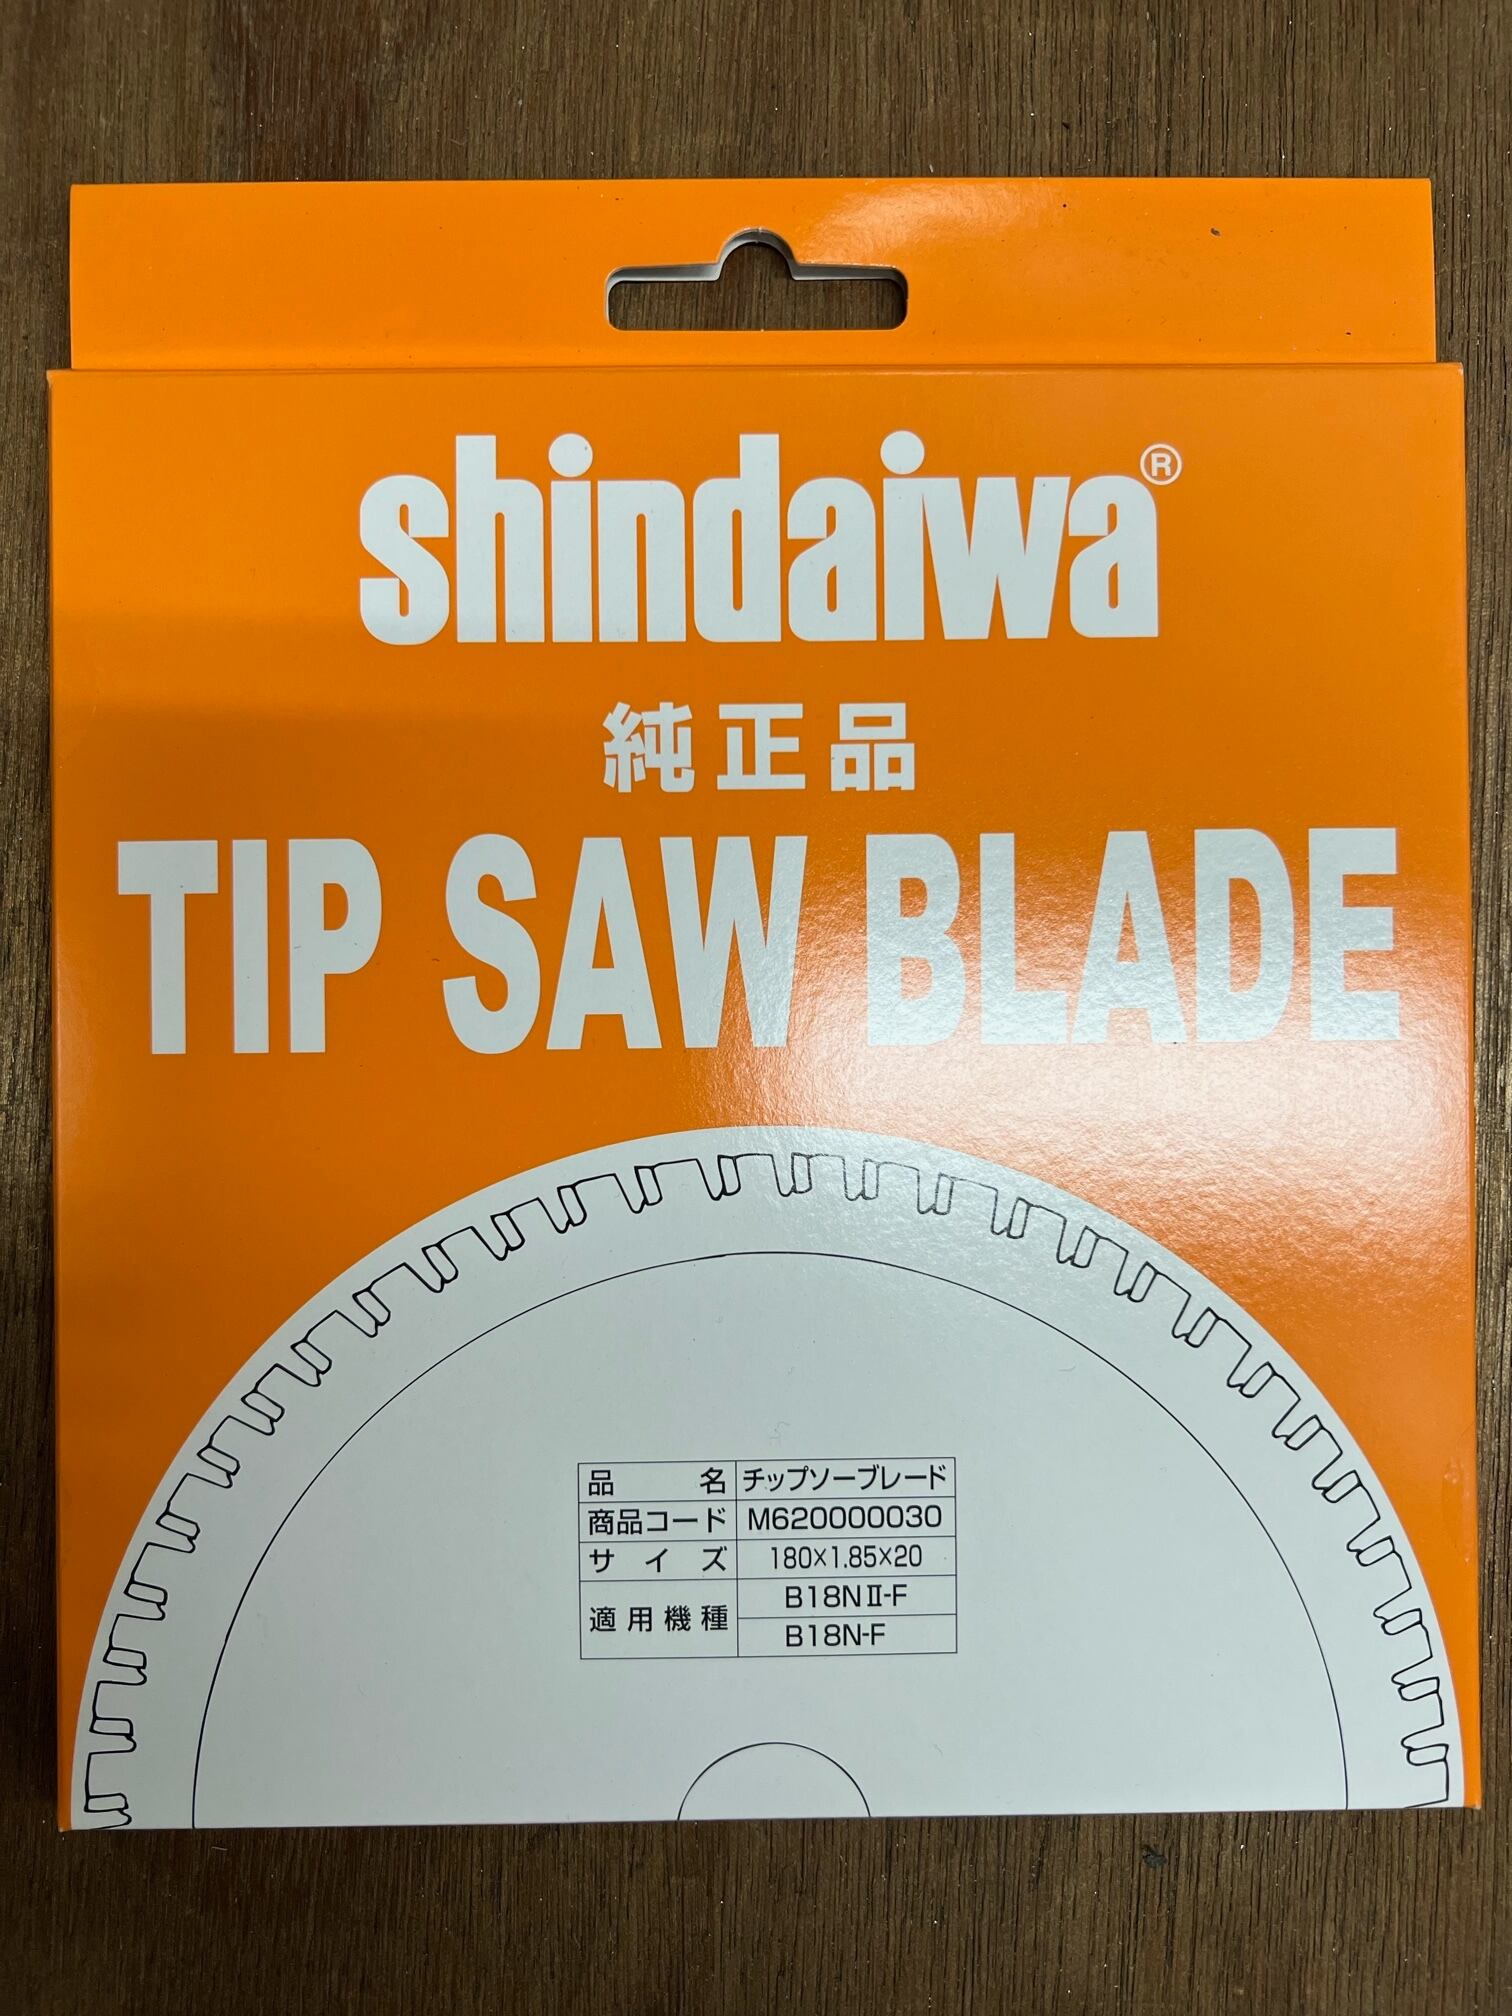 shindaiwa®
純正品
TIP SAW BLADE
品名 チップソーブレード
商品コード M620000030
サイズ 180×1.85×20
適用機種 B18NⅡ-F
B18N-F